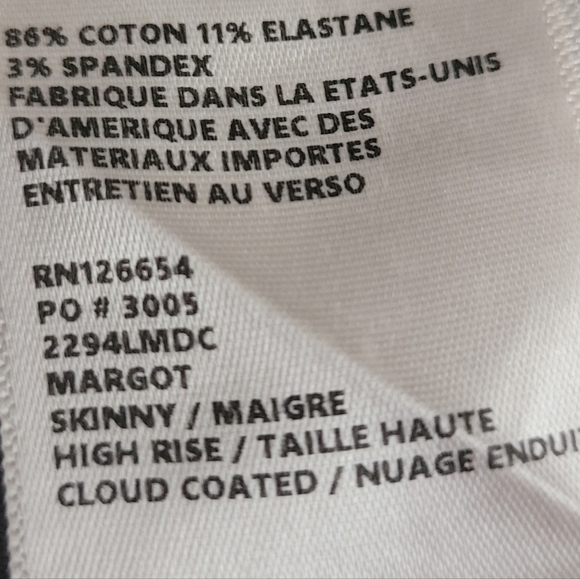 86% COTON 11% ELASTANE
3% SPANDEX
FABRIQUE DANS LA ETATS-UNIS
D'AMERIQUE AVEC DES
MATERIAUX IMPORTES
ENTRETIEN AU VERSO
RN126654
PO # 3005
2294LMDC
MARGOT
SKINNY / MAIGRE
HIGH RISE / TAILLE HAUTE
CLOUD COATED / NUAGE